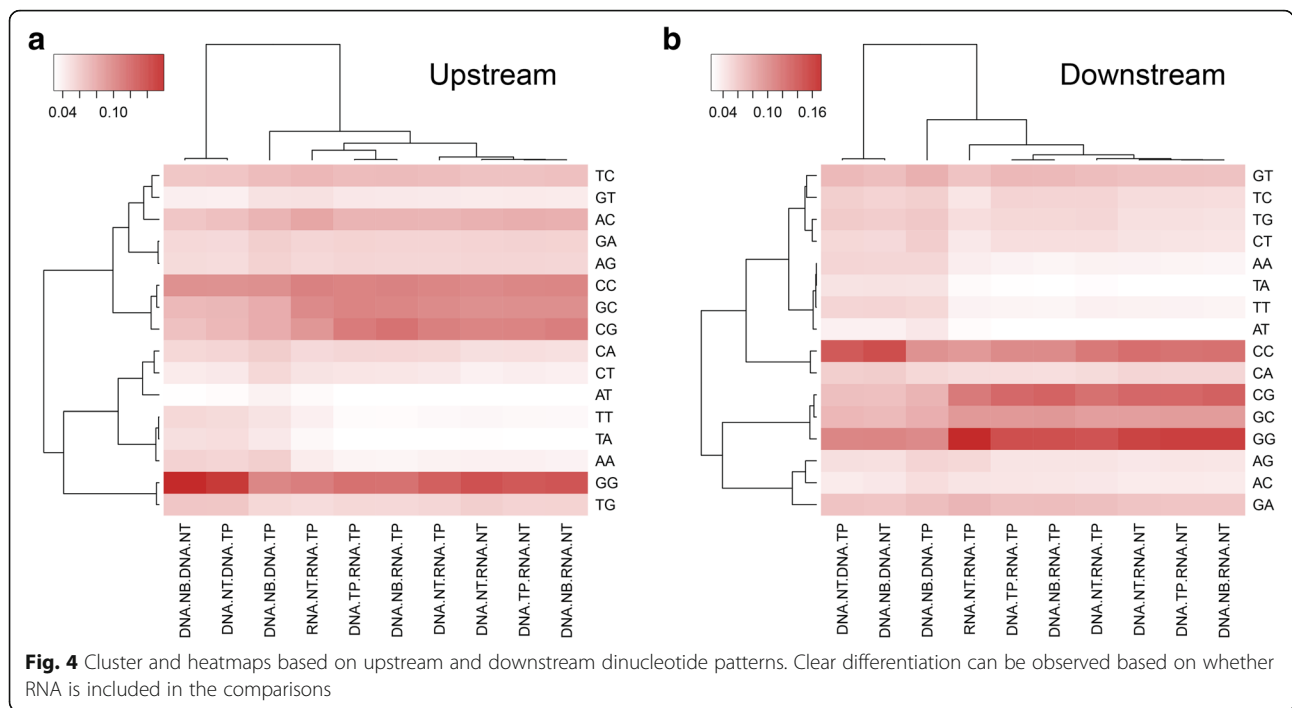 a
0.04 0.10
Upstream
TC
GT
AC
GA
AG
CC
GC
CG
CA
CT
AT
TT
TA
AA
GG
TG
DNA.NB.DNA.NT
DNA.NT.DNA.TP
DNA.NB.DNA.TP
RNA.NT.RNA.TP
DNA.TP.RNA.TP
DNA.NB.RNA.TP
DNA.NT.RNA.TP
DNA.NT.RNA.NT
DNA.TP.RNA.NT
DNA.NB.RNA.NT
b
0.04 0.10 0.16
Downstream
GT
TC
TG
CT
AA
TA
TT
AT
CC
CA
CG
GC
GG
AG
AC
GA
DNA.NT.DNA.TP
DNA.NB.DNA.NT
DNA.NB.DNA.TP
RNA.NT.RNA.TP
DNA.TP.RNA.TP
DNA.NB.RNA.TP
DNA.NT.RNA.TP
DNA.NT.RNA.NT
DNA.TP.RNA.NT
DNA.NB.RNA.NT
Fig. 4 Cluster and heatmaps based on upstream and downstream dinucleotide patterns. Clear differentiation can be observed based on whether
RNA is included in the comparisons